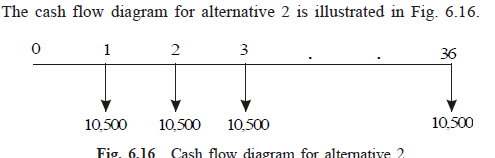 The cash flow diagram for alternative 2 is illustrated in Fig. 6.16.
0 1 2 3 . . 36
10,500 10,500 10,500 10,500
Fig. 6.16 Cash flow diagram for alternative 2